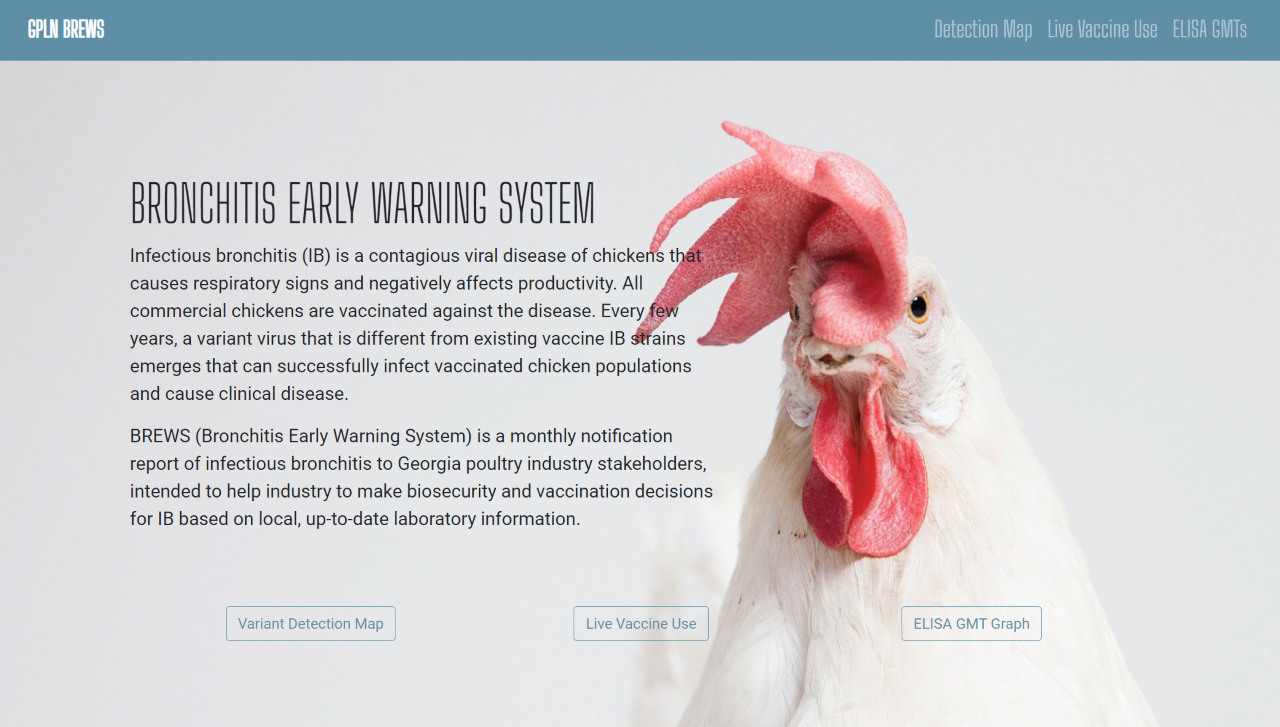 GPLN BREWS
Detection Map
Live Vaccine Use
ELISA GMTs
BRONCHITIS EARLY WARNING SYSTEM
Infectious bronchitis (IB) is a contagious viral disease of chickens that
causes respiratory signs and negatively affects productivity. All
commercial chickens are vaccinated against the disease. Every few
years, a variant virus that is different from existing vaccine IB strains
emerges that can successfully infect vaccinated chicken populations
and cause clinical disease.
BREWS (Bronchitis Early Warning System) is a monthly notification
report of infectious bronchitis to Georgia poultry industry stakeholders,
intended to help industry to make biosecurity and vaccination decisions
for IB based on local, up-to-date laboratory information.
Variant Detection Map
Live Vaccine Use
ELISA GMT Graph